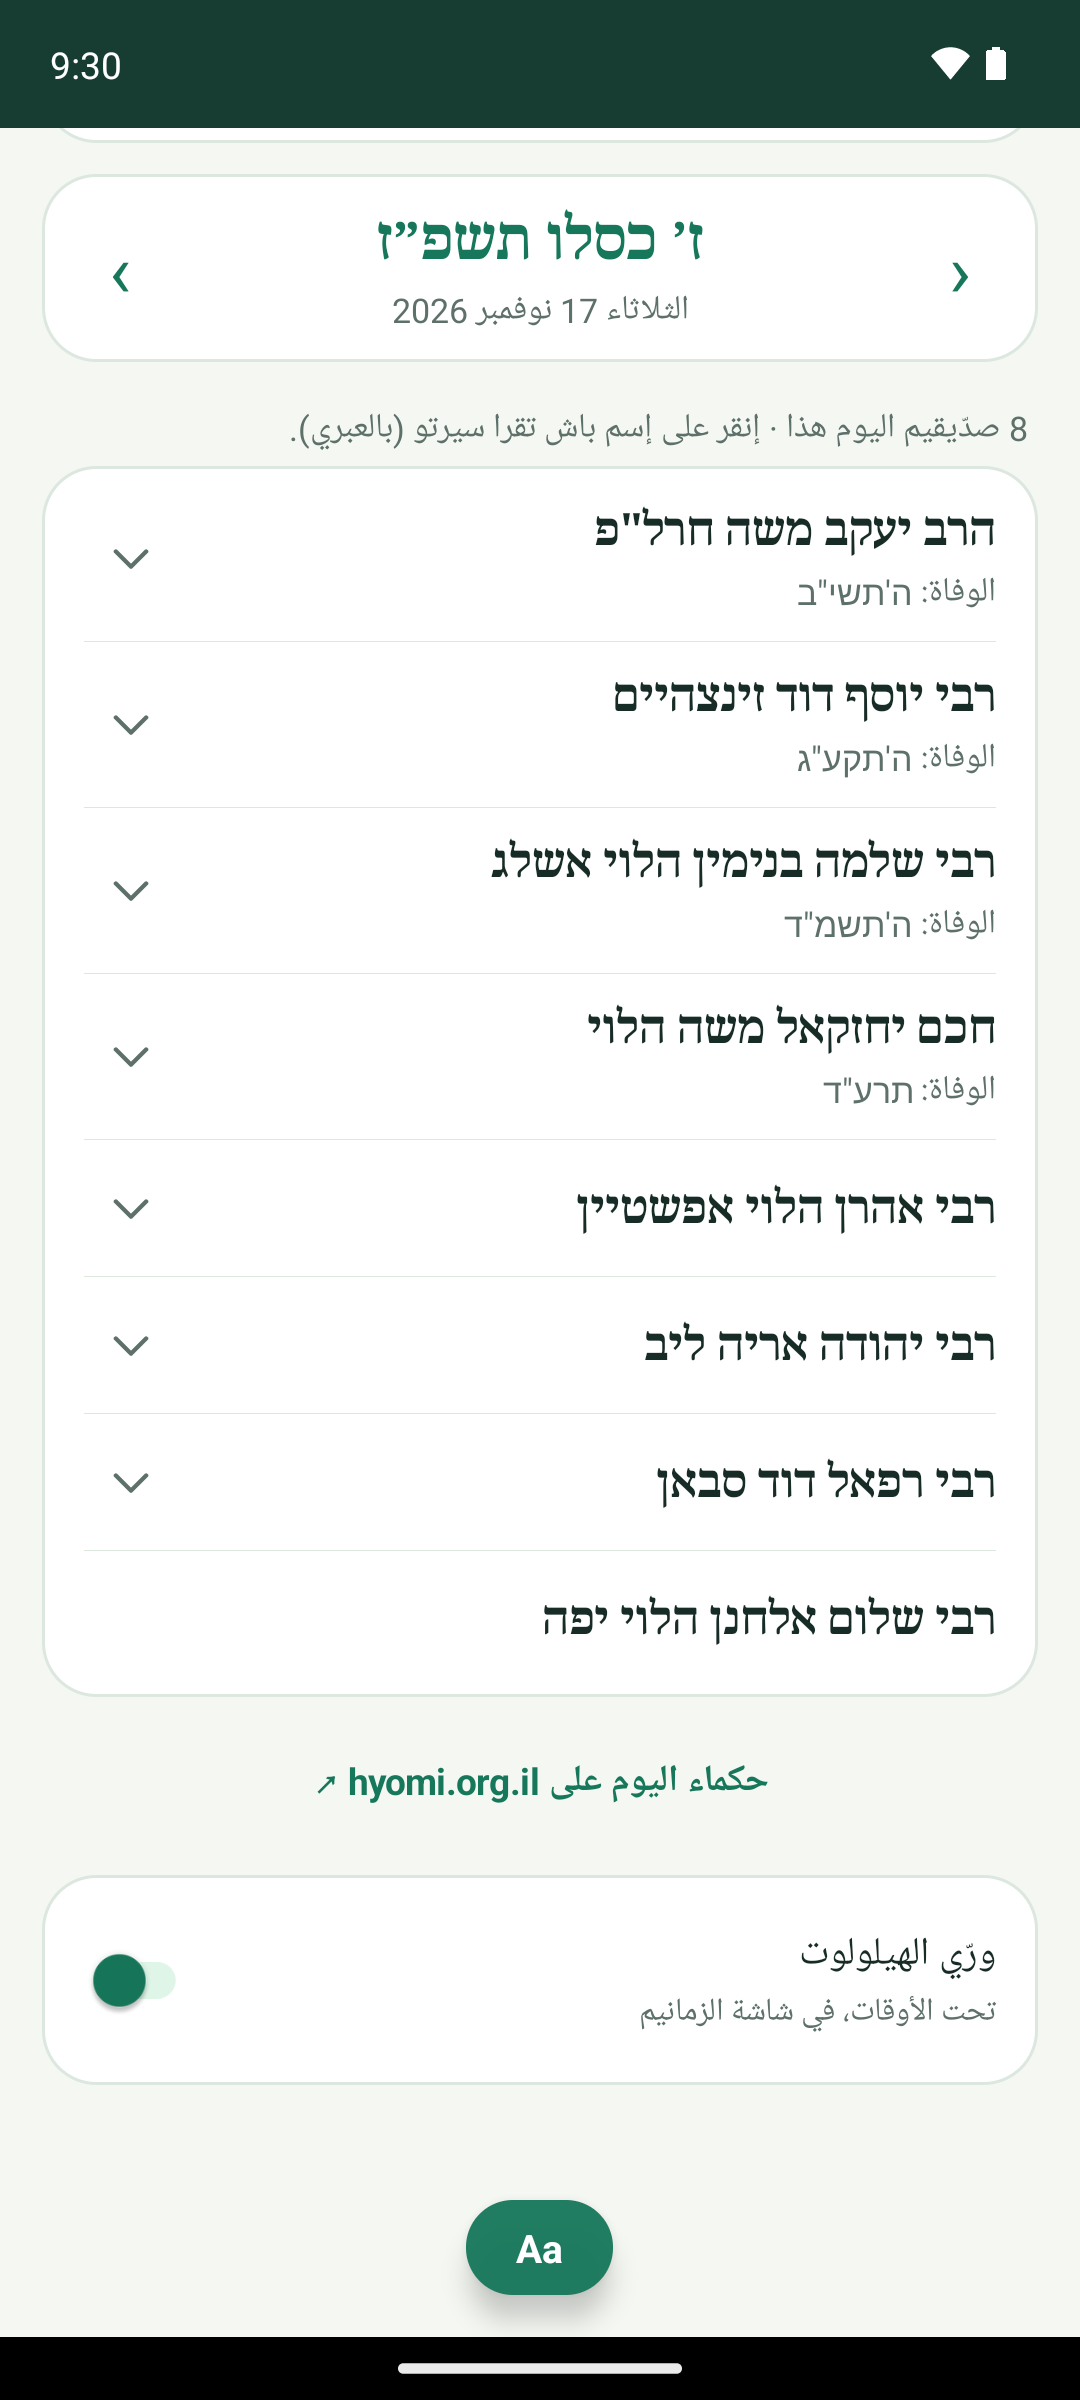 9:30
ז׳ כסלו תשפ״ז
الثلاثاء 17 نوفمبر 2026
8 صدّيقيم اليوم هذا · إنقر على إسم باش تقرا سيرتو (بالعبري).
הרב יעקב משה חרל"פ
الوفاة: ה'תשי"ב
רבי יוסף דוד זינצהיים
الوفاة: ה'תקע"ג
רבי שלמה בנימין הלוי אשלג
الوفاة: ה'תשמ"ד
חכם יחזקאל משה הלוי
الوفاة: תרע"ד
רבי אהרן הלוי אפשטיין
רבי יהודה אריה ליב
רבי רפאל דוד סבאן
רבי שלום אלחנן הלוי יפה
حكماء اليوم على hyomi.org.il ↗
ورّي الهيلولوت
تحت الأوقات، في شاشة الزمانيم
Aa